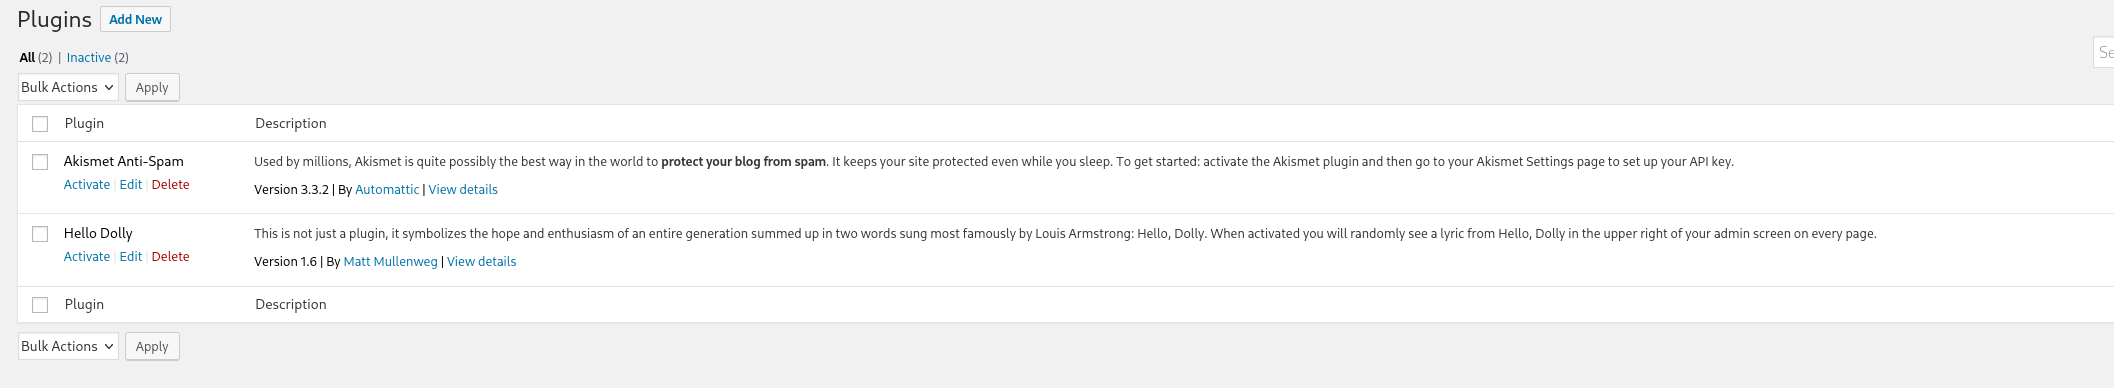 Plugins Add New
All (2) | Inactive (2)
Se
Bulk Actions Apply
Plugin Description
Akismet Anti-Spam Used by millions, Akismet is quite possibly the best way in the world to protect your blog from spam. It keeps your site protected even while you sleep. To get started: activate the Akismet plugin and then go to your Akismet Settings page to set up your API key.
Activate | Edit | Delete Version 3.3.2 | By Automattic | View details
Hello Dolly This is not just a plugin, it symbolizes the hope and enthusiasm of an entire generation summed up in two words sung most famously by Louis Armstrong: Hello, Dolly. When activated you will randomly see a lyric from Hello, Dolly in the upper right of your admin screen on every page.
Activate | Edit | Delete Version 1.6 | By Matt Mullenweg | View details
Plugin Description
Bulk Actions Apply